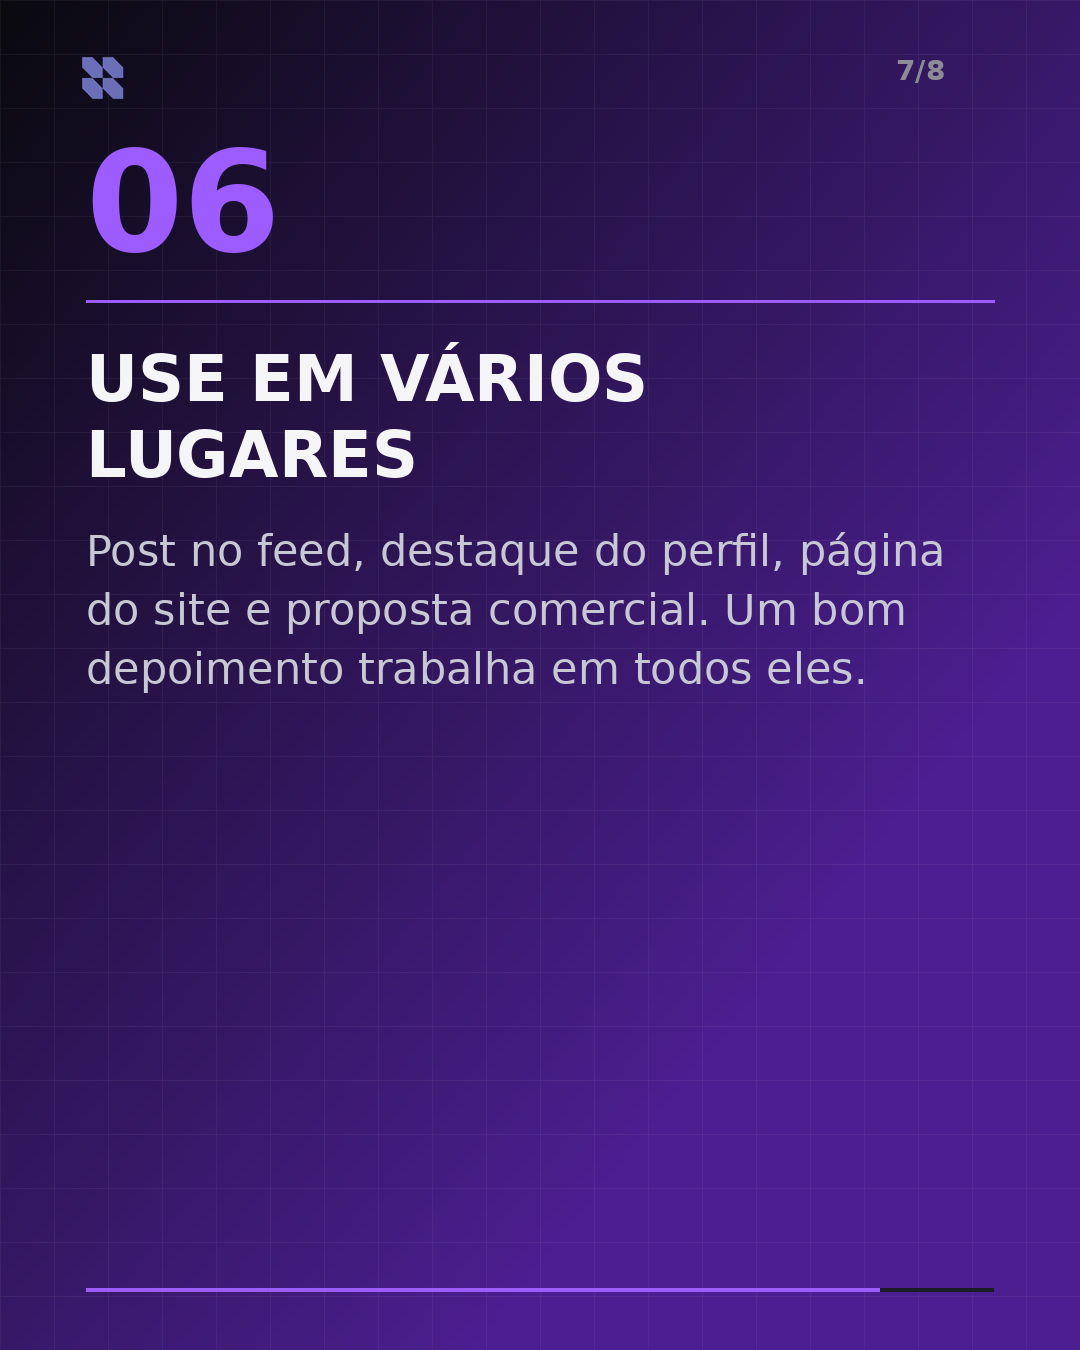 7/8
06
USE EM VÁRIOS
LUGARES
Post no feed, destaque do perfil, página
do site e proposta comercial. Um bom
depoimento trabalha em todos eles.